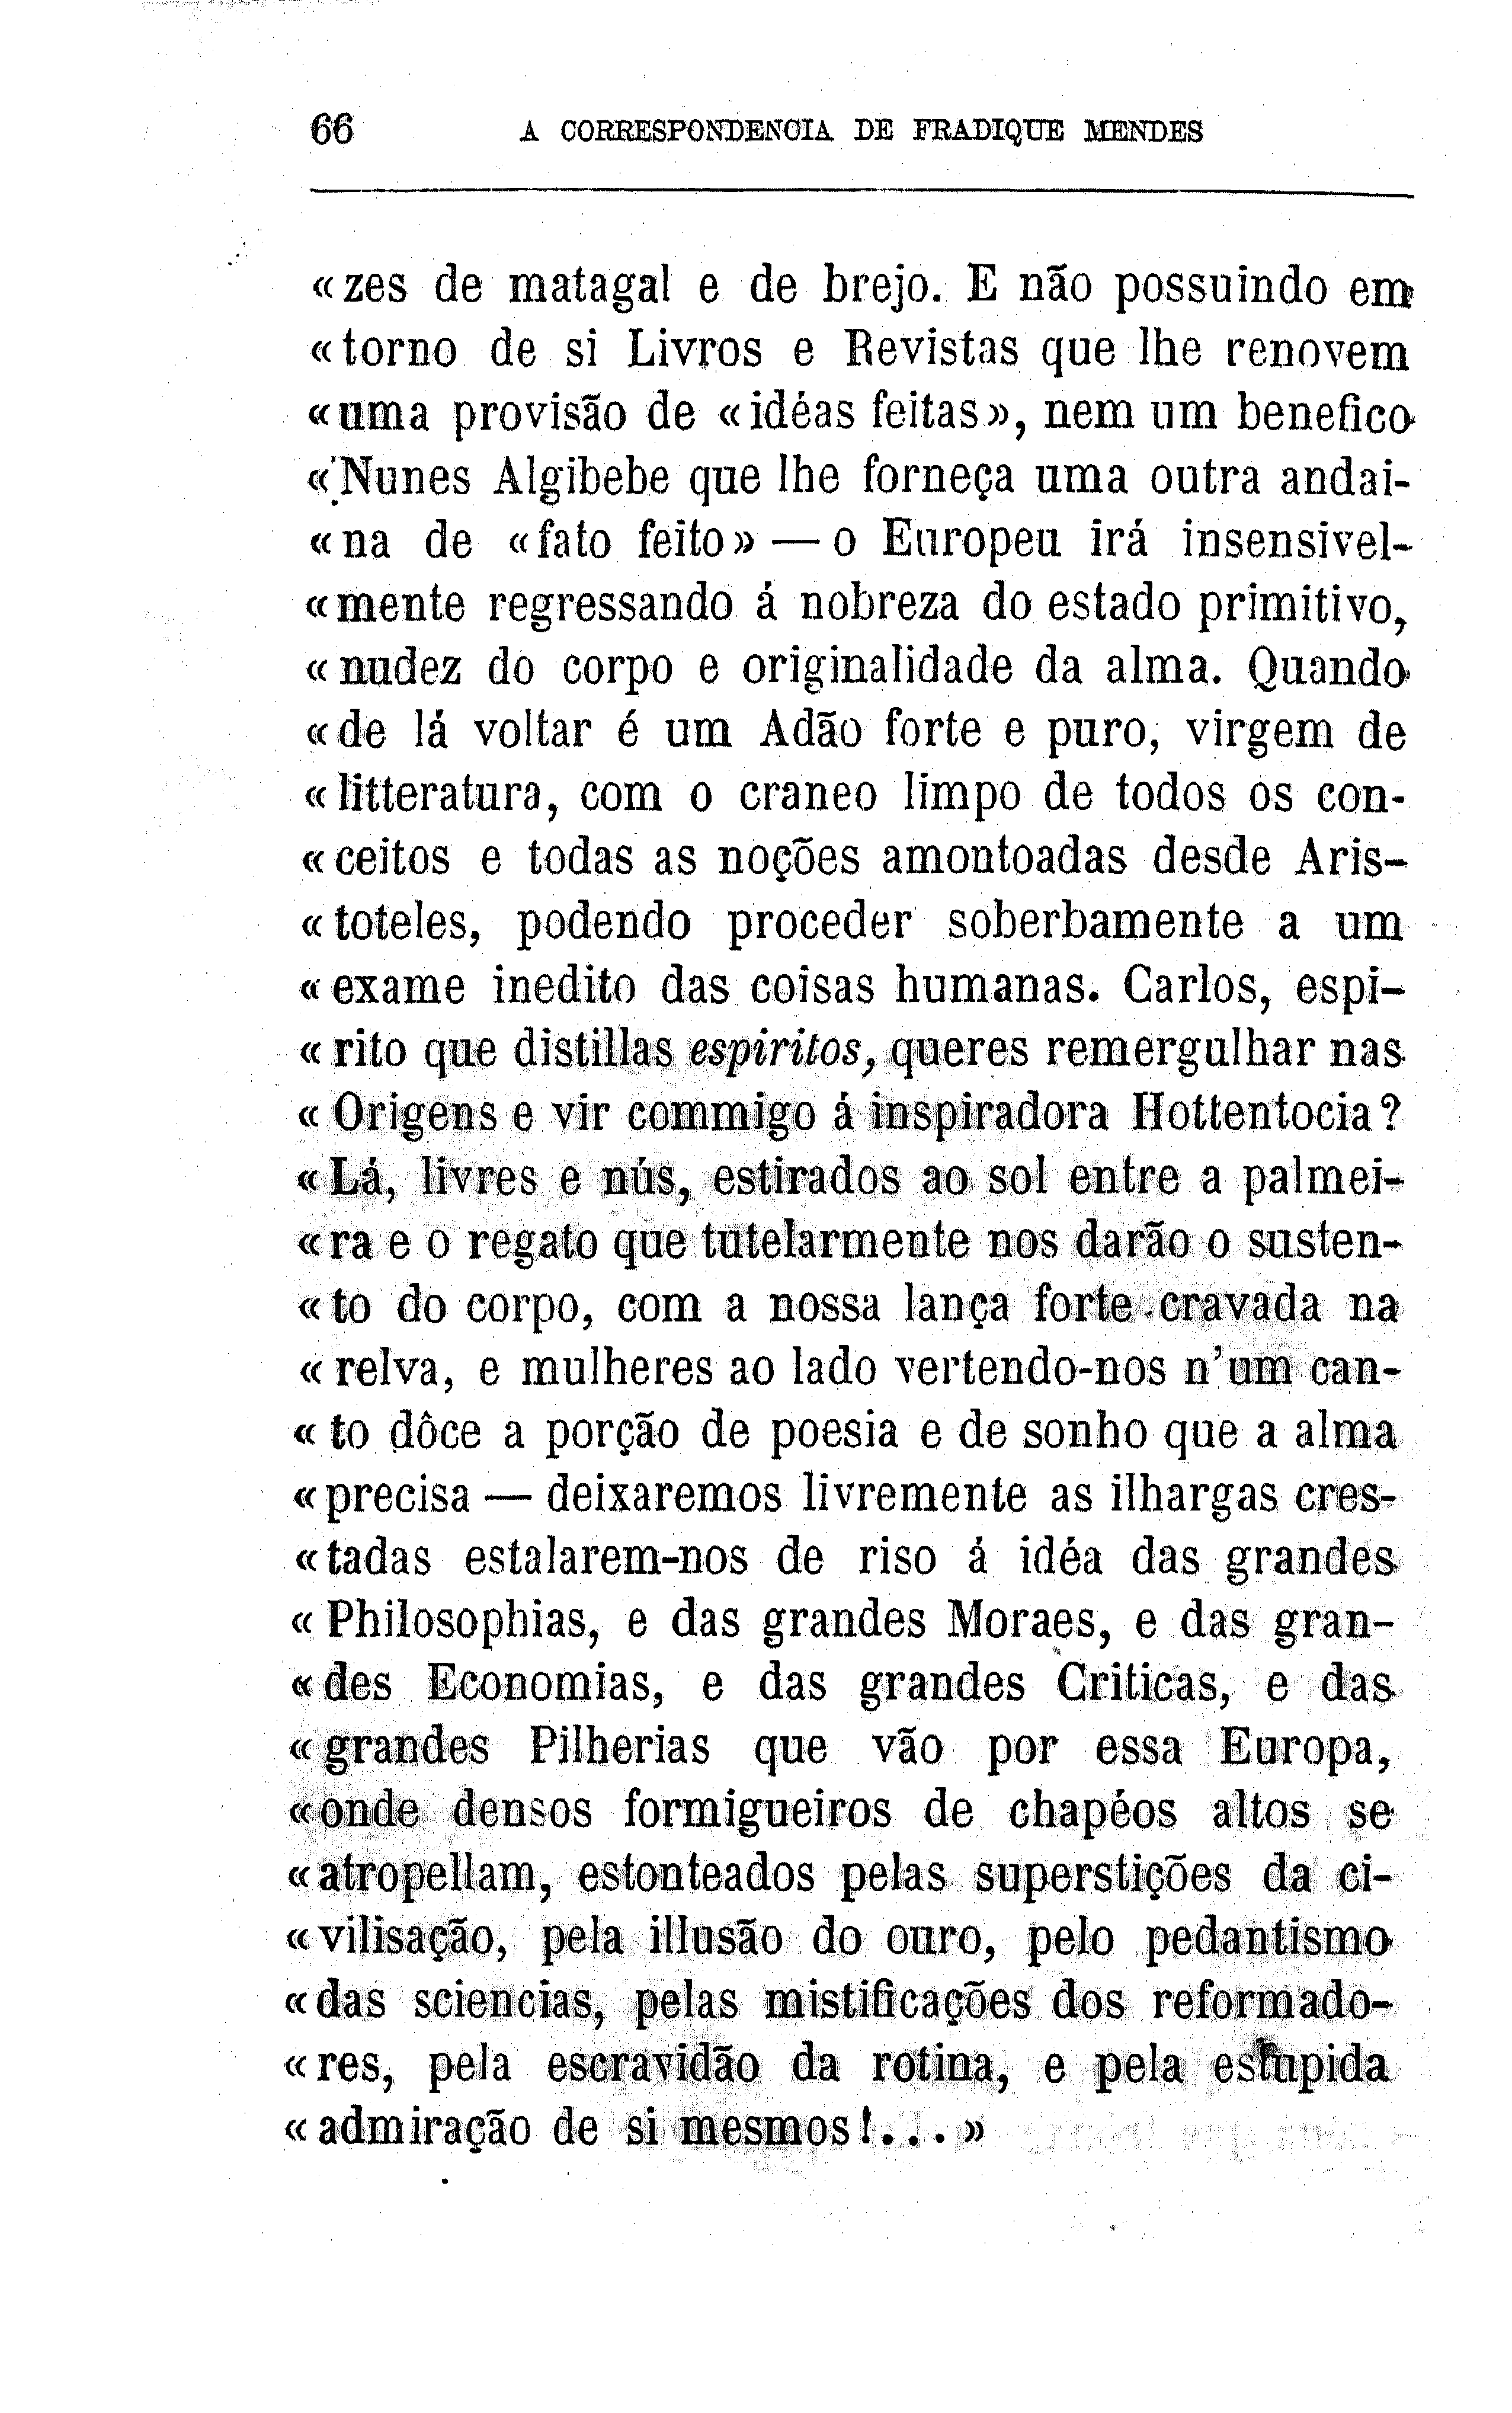 66 A CORRESPONDENCIA DE FRADIQUE MENDES
«zes de matagal e de brejo. E não possuindo em
«torno de si Livros e Revistas que lhe renovem
«uma provisão de «idéas feitas», nem um benefico
«Nunes Algibebe que lhe forneça uma outra andai-
«na de «fato feito» — o Europeu irá insensivel-
«mente regressando á nobreza do estado primitivo,
«nudez do corpo e originalidade da alma. Quando
«de lá voltar é um Adão forte e puro, virgem de
«litteratura, com o craneo limpo de todos os con-
«ceitos e todas as noções amontoadas desde Aris-
«toteles, podendo proceder soberbamente a um
«exame inedito das coisas humanas. Carlos, espi-
«rito que distillas espiritos, queres remergulhar nas
«Origens e vir commigo á inspiradora Hottentocia?
«Lá, livres e nús, estirados ao sol entre a palmei-
«ra e o regato que tutelarmente nos darão o susten-
«to do corpo, com a nossa lança forte cravada na
«relva, e mulheres ao lado vertendo-nos n'um can-
«to dôce a porção de poesia e de sonho que a alma
«precisa — deixaremos livremente as ilhargas cres-
«tadas estalarem-nos de riso á idéa das grandes
«Philosophias, e das grandes Moraes, e das gran-
«des Economias, e das grandes Criticas, e das
«grandes Pilherias que vão por essa Europa,
«onde densos formigueiros de chapéos altos se
«atropellam, estonteados pelas superstições da ci-
«vilisação, pela illusão do ouro, pelo pedantismo
«das sciencias, pelas mistificações dos reformado-
«res, pela escravidão da rotina, e pela estupida
«admiração de si mesmos!...»